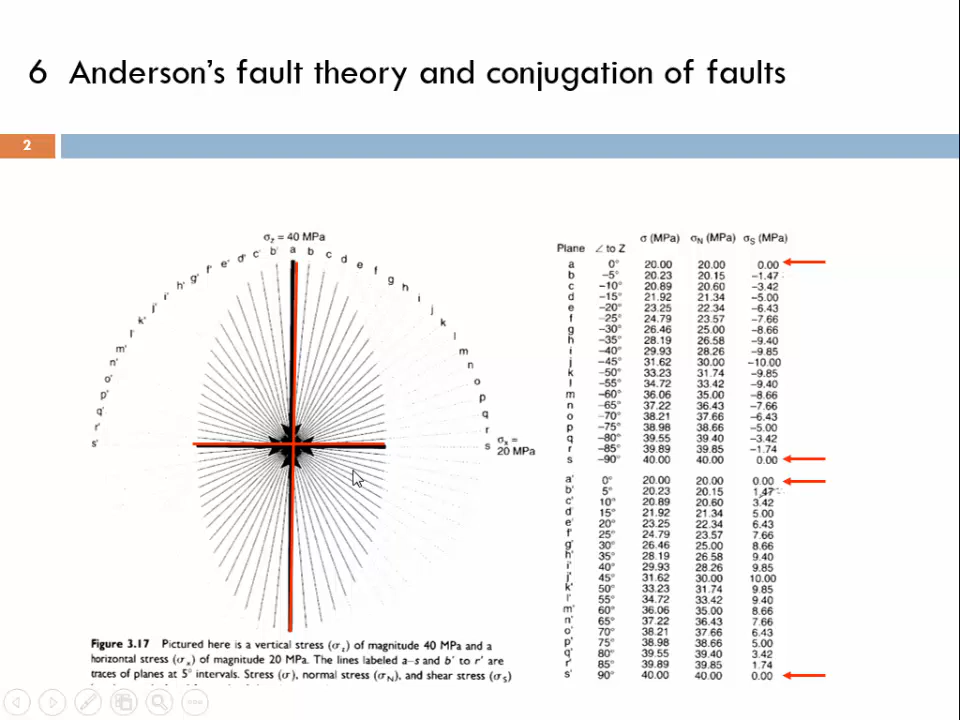 6 Anderson's fault theory and conjugation of faults
2
σz = 40 MPa
s' r' q' p' o' n' m' l' k' j' i' h' g' f' e' d' c' b' a b c d e f g h i j k l m n o p q r s
σx =
20 MPa
Figure 3.17 Pictured here is a vertical stress (σz) of magnitude 40 MPa and a
horizontal stress (σx) of magnitude 20 MPa. The lines labeled a–s and b' to r' are
traces of planes at 5° intervals. Stress (σ), normal stress (σN), and shear stress (σS)
Plane ∠ to Z σ (MPa) σN (MPa) σS (MPa)
a 0° 20.00 20.00 0.00
b −5° 20.23 20.15 −1.47
c −10° 20.89 20.60 −3.42
d −15° 21.92 21.34 −5.00
e −20° 23.25 22.34 −6.43
f −25° 24.79 23.57 −7.66
g −30° 26.46 25.00 −8.66
h −35° 28.19 26.58 −9.40
i −40° 29.93 28.26 −9.85
j −45° 31.62 30.00 −10.00
k −50° 33.23 31.74 −9.85
l −55° 34.72 33.42 −9.40
m −60° 36.06 35.00 −8.66
n −65° 37.22 36.43 −7.66
o −70° 38.21 37.66 −6.43
p −75° 38.98 38.66 −5.00
q −80° 39.55 39.40 −3.42
r −85° 39.89 39.85 −1.74
s −90° 40.00 40.00 0.00
a' 0° 20.00 20.00 0.00
b' 5° 20.23 20.15 1.47
c' 10° 20.89 20.60 3.42
d' 15° 21.92 21.34 5.00
e' 20° 23.25 22.34 6.43
f' 25° 24.79 23.57 7.66
g' 30° 26.46 25.00 8.66
h' 35° 28.19 26.58 9.40
i' 40° 29.93 28.26 9.85
j' 45° 31.62 30.00 10.00
k' 50° 33.23 31.74 9.85
l' 55° 34.72 33.42 9.40
m' 60° 36.06 35.00 8.66
n' 65° 37.22 36.43 7.66
o' 70° 38.21 37.66 6.43
p' 75° 38.98 38.66 5.00
q' 80° 39.55 39.40 3.42
r' 85° 39.89 39.85 1.74
s' 90° 40.00 40.00 0.00